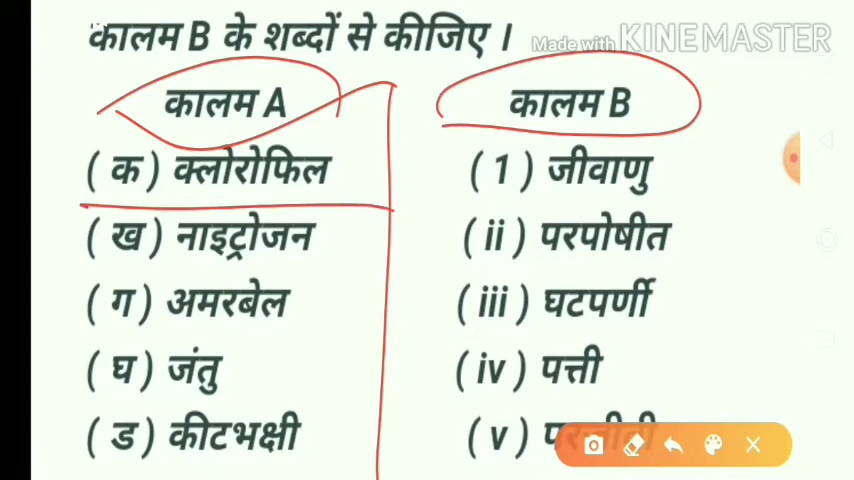 कालम B के शब्दों से कीजिए ।
Made with KINEMASTER
कालम A कालम B
( क ) क्लोरोफिल ( 1 ) जीवाणु
( ख ) नाइट्रोजन ( ii ) परपोषीत
( ग ) अमरबेल ( iii ) घटपर्णी
( घ ) जंतु ( iv ) पत्ती
( ड ) कीटभक्षी ( v )